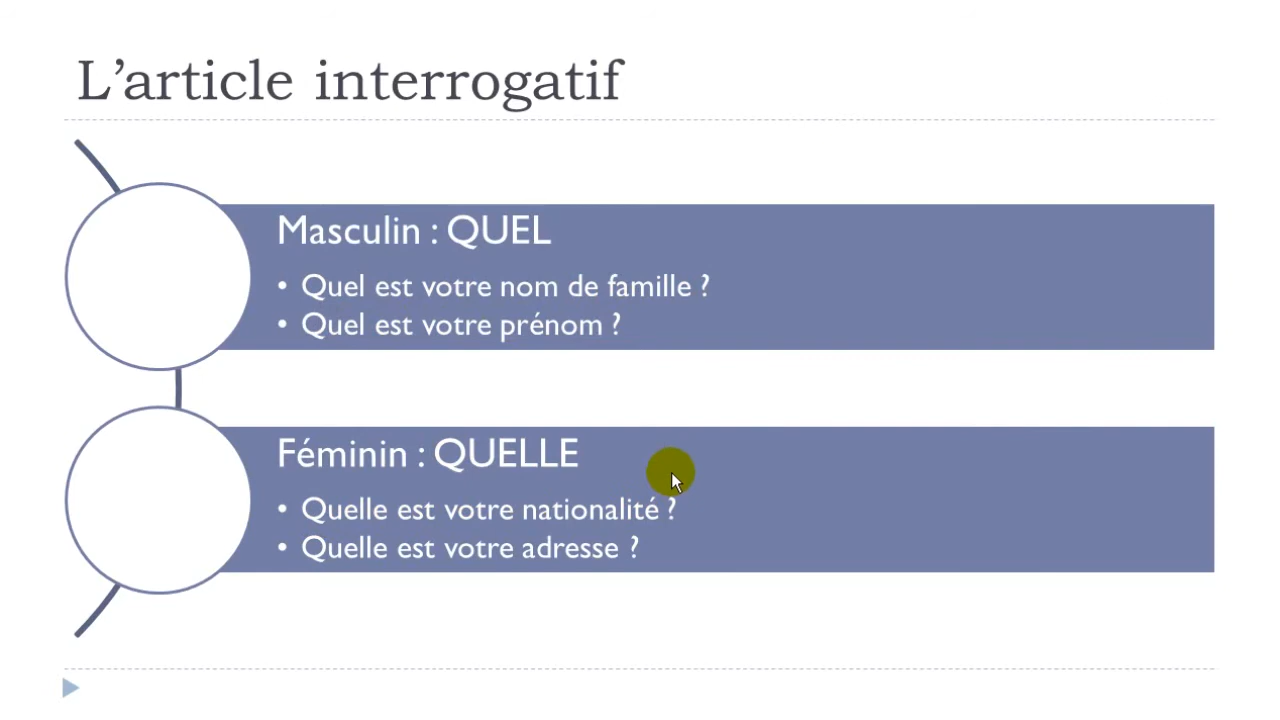 L’article interrogatif
Masculin : QUEL
• Quel est votre nom de famille ?
• Quel est votre prénom ?
Féminin : QUELLE
• Quelle est votre nationalité ?
• Quelle est votre adresse ?